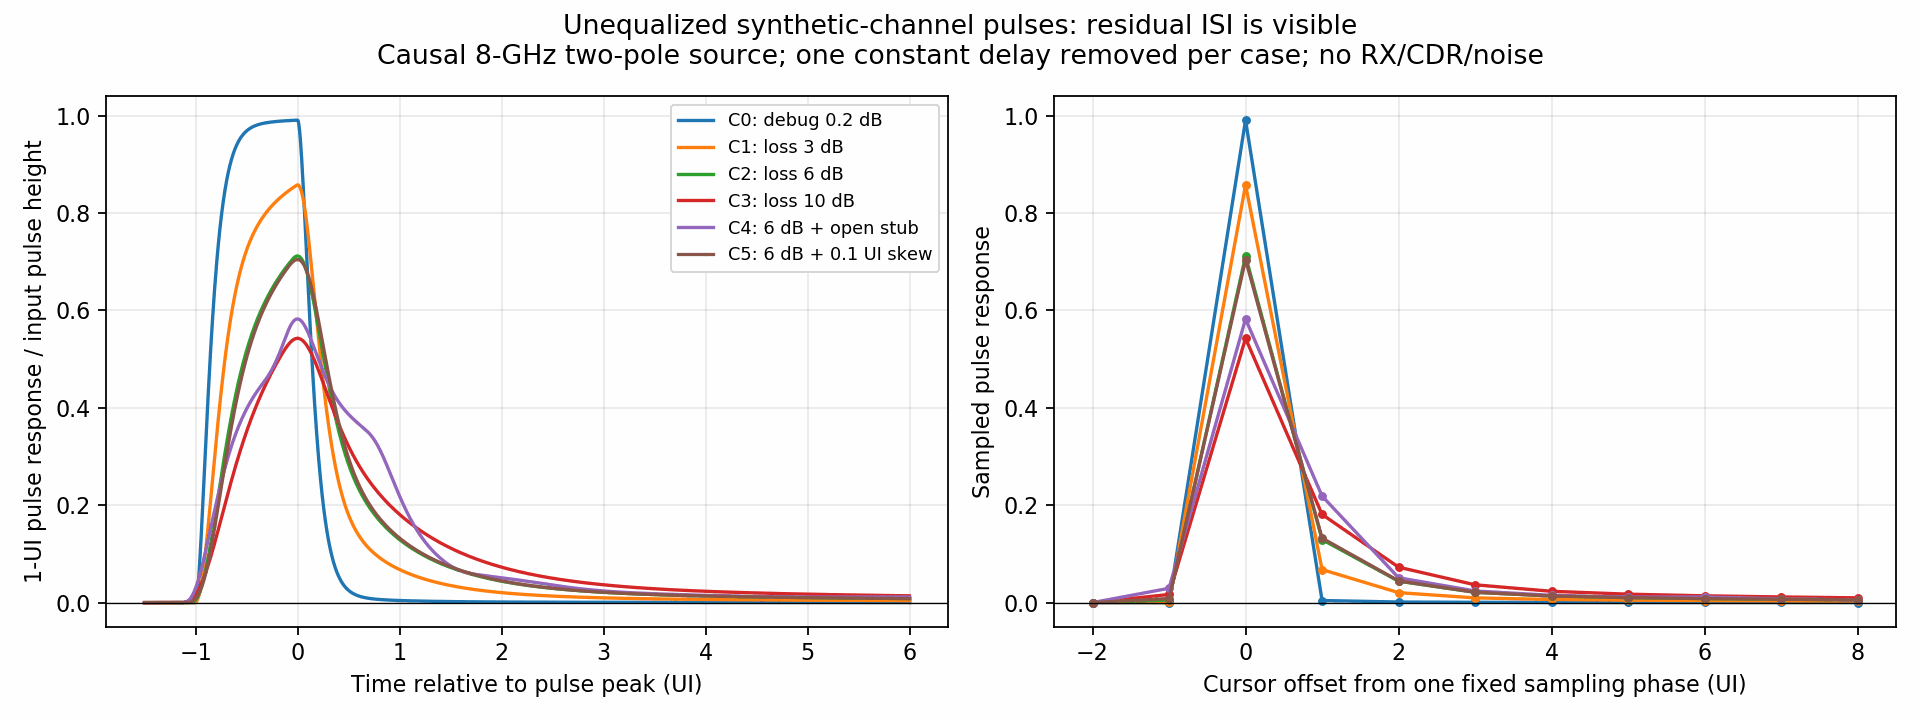 Unequalized synthetic-channel pulses: residual ISI is visible
Causal 8-GHz two-pole source; one constant delay removed per case; no RX/CDR/noise
1-UI pulse response / input pulse height
1.0
0.8
0.6
0.4
0.2
0.0
C0: debug 0.2 dB
C1: loss 3 dB
C2: loss 6 dB
C3: loss 10 dB
C4: 6 dB + open stub
C5: 6 dB + 0.1 UI skew
−1 0 1 2 3 4 5 6
Time relative to pulse peak (UI)
Sampled pulse response
1.0
0.8
0.6
0.4
0.2
0.0
−2 0 2 4 6 8
Cursor offset from one fixed sampling phase (UI)